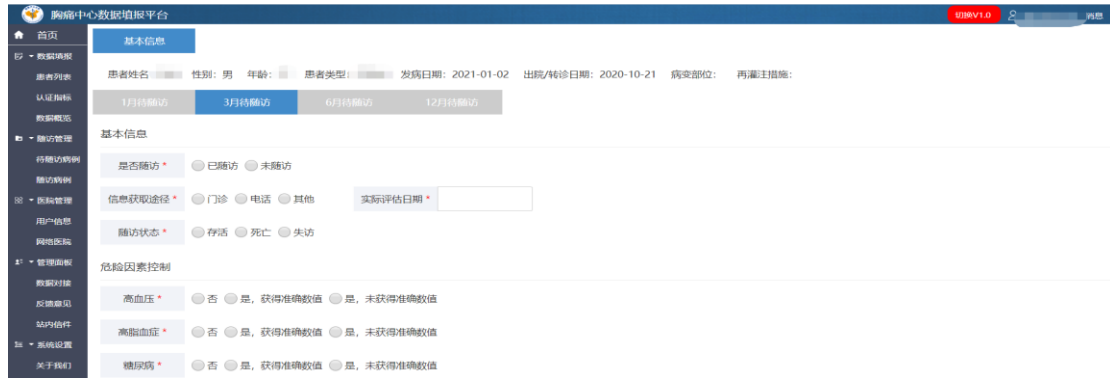 胸痛中心数据填报平台 切换V1.0 消息
首页
数据填报
患者列表
认证指标
数据概览
随访管理
待随访病例
随访病例
医院管理
用户信息
网络医院
管理面板
数据对接
反馈意见
站内信件
系统设置
关于我们
基本信息
患者姓名 性别: 男 年龄: 患者类型: 发病日期: 2021-01-02 出院/转诊日期: 2020-10-21 病变部位: 再灌注措施:
1月待随访 3月待随访 6月待随访 12月待随访
基本信息
是否随访* 已随访 未随访
信息获取途径* 门诊 电话 其他 实际评估日期*
随访状态* 存活 死亡 失访
危险因素控制
高血压* 否 是，获得准确数值 是，未获得准确数值
高脂血症* 否 是，获得准确数值 是，未获得准确数值
糖尿病* 否 是，获得准确数值 是，未获得准确数值